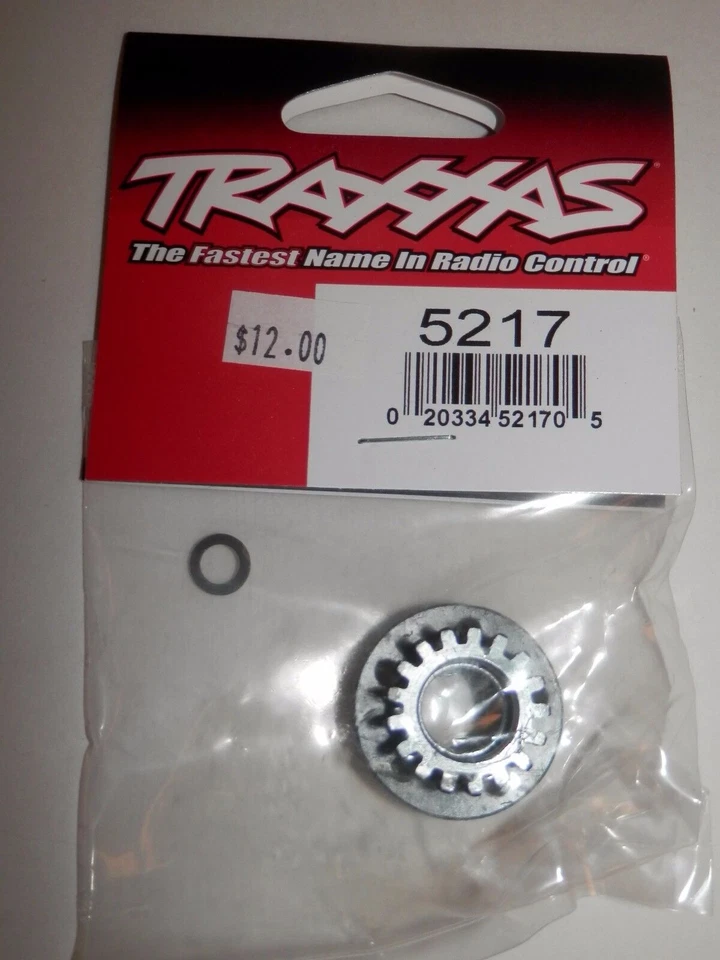 TRAXXAS®
The Fastest Name In Radio Control®
$12.00
5217
0 20334 52170 5